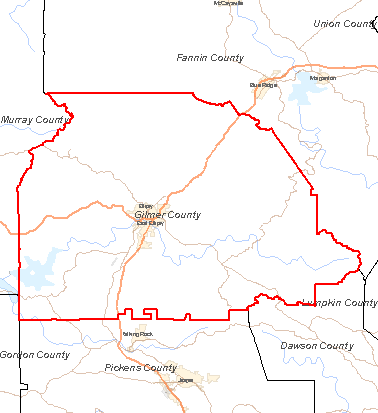 McCaysville
Union County
Fannin County
Morganton
Blue Ridge
Murray County
Ellijay
Gilmer County
East Ellijay
Lumpkin County
Talking Rock
Dawson County
Gordon County
Pickens County
Jasper